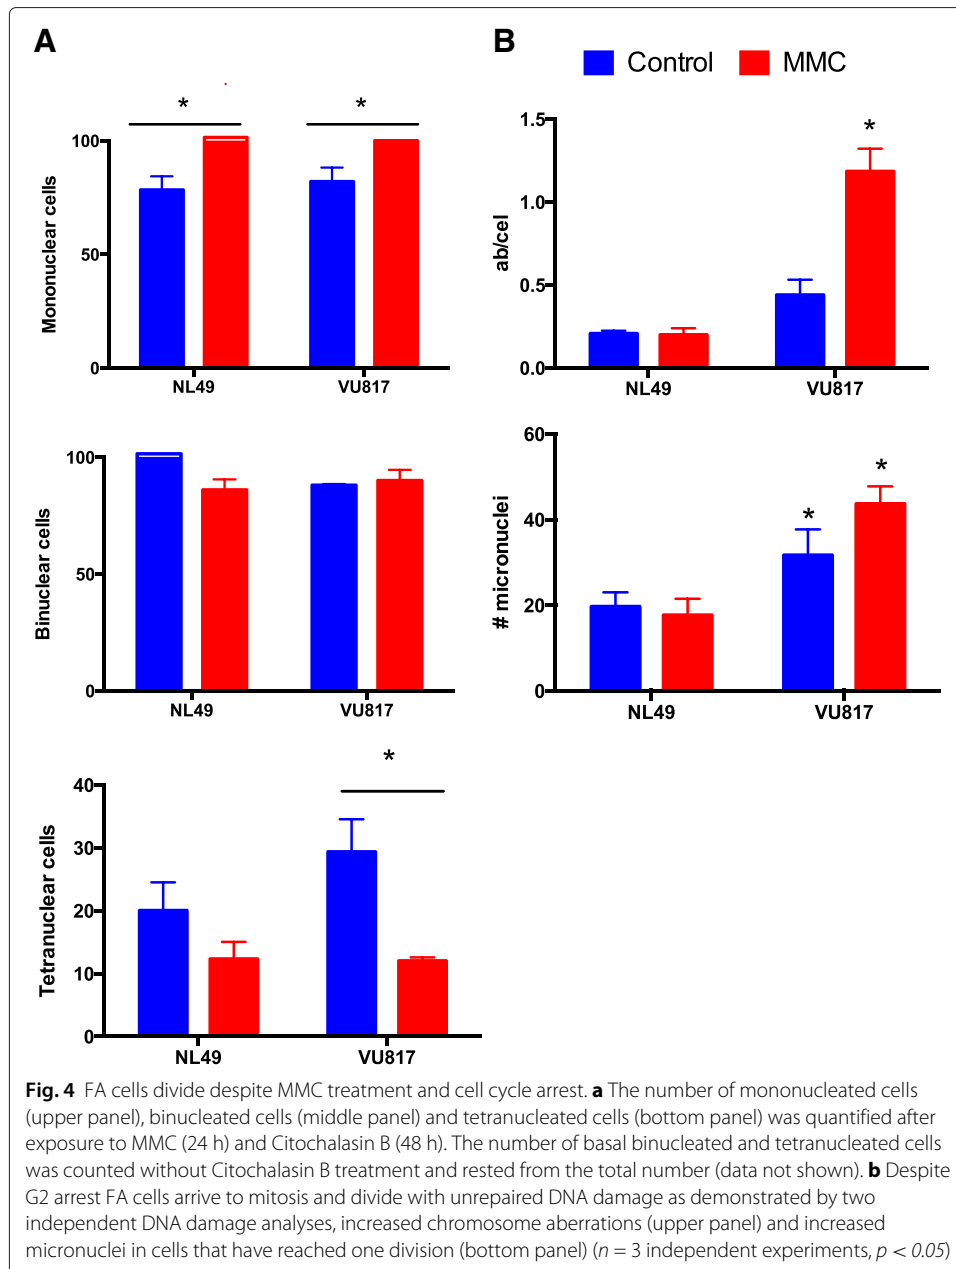 A
B
Control
MMC
*
*
Mononuclear cells
100
50
0
NL49
VU817
*
ab/cel
1.5
1.0
0.5
0.0
NL49
VU817
Binuclear cells
100
50
0
NL49
VU817
*
*
# micronuclei
60
40
20
0
NL49
VU817
*
Tetranuclear cells
40
30
20
10
0
NL49
VU817
Fig. 4 FA cells divide despite MMC treatment and cell cycle arrest. a The number of mononucleated cells
(upper panel), binucleated cells (middle panel) and tetranucleated cells (bottom panel) was quantified after
exposure to MMC (24 h) and Citochalasin B (48 h). The number of basal binucleated and tetranucleated cells
was counted without Citochalasin B treatment and rested from the total number (data not shown). b Despite
G2 arrest FA cells arrive to mitosis and divide with unrepaired DNA damage as demonstrated by two
independent DNA damage analyses, increased chromosome aberrations (upper panel) and increased
micronuclei in cells that have reached one division (bottom panel) (n = 3 independent experiments, p < 0.05)